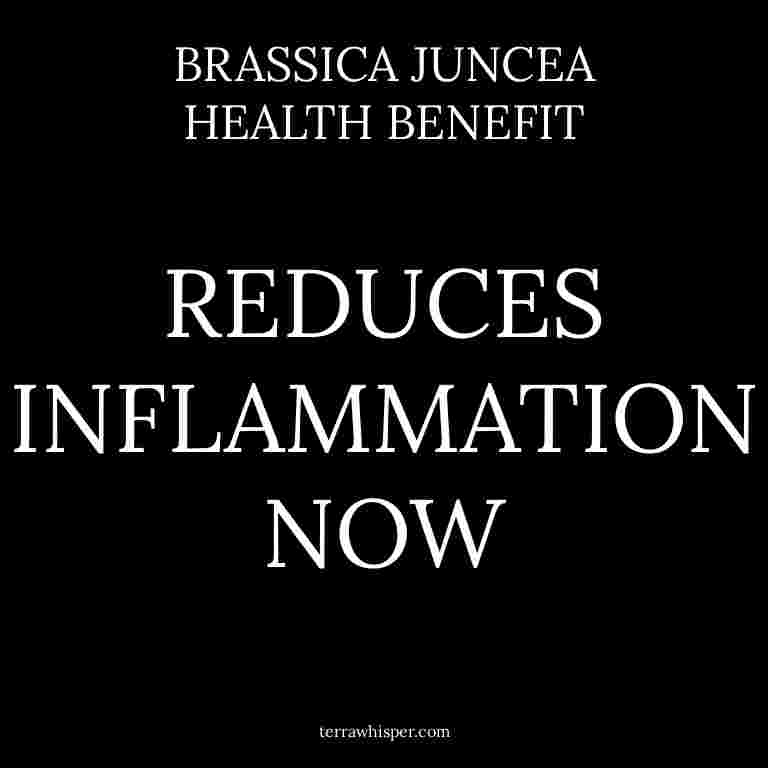 BRASSICA JUNCEA
HEALTH BENEFIT
REDUCES
INFLAMMATION
NOW
terrawhisper.com